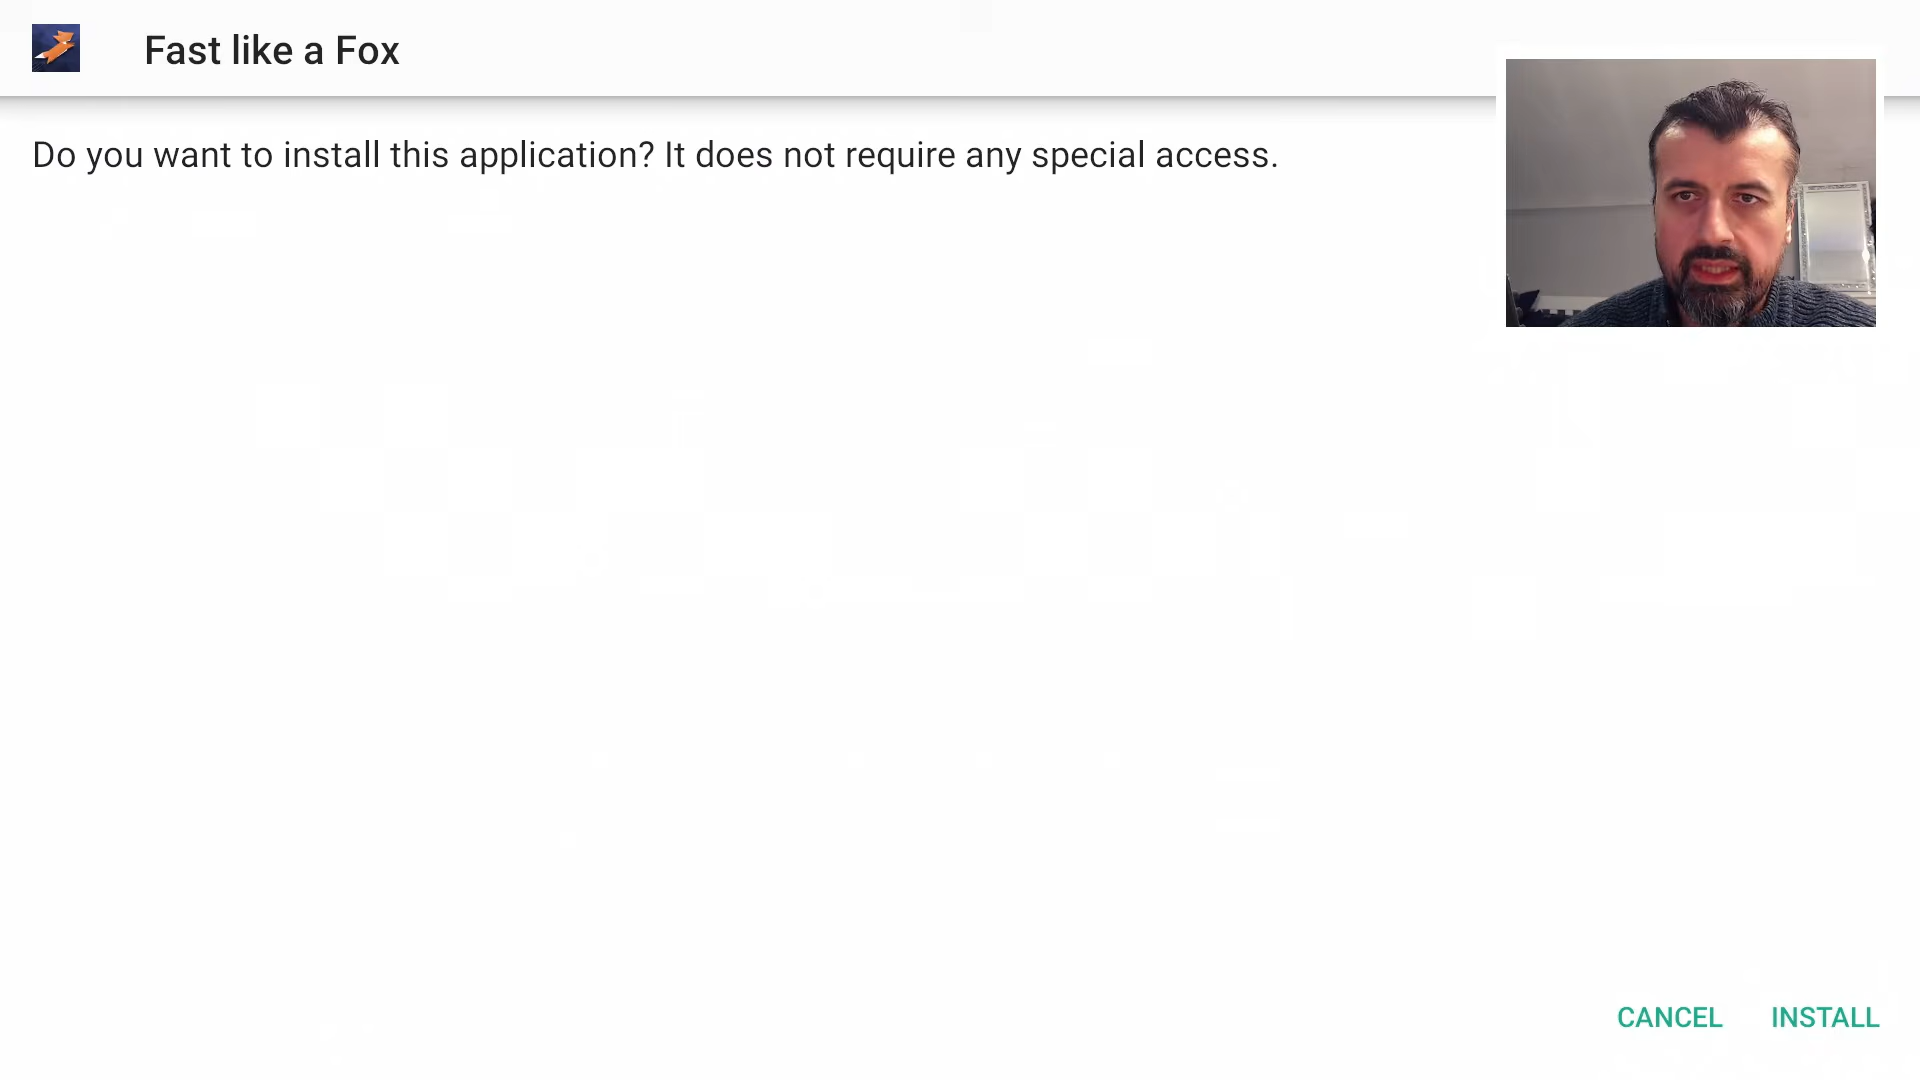 Fast like a Fox
Do you want to install this application? It does not require any special access.
CANCEL INSTALL